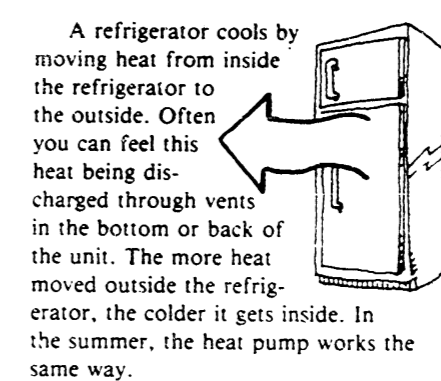 A refrigerator cools by
moving heat from inside
the refrigerator to
the outside. Often
you can feel this
heat being dis-
charged through vents
in the bottom or back of
the unit. The more heat
moved outside the refrig-
erator, the colder it gets inside. In
the summer, the heat pump works the
same way.